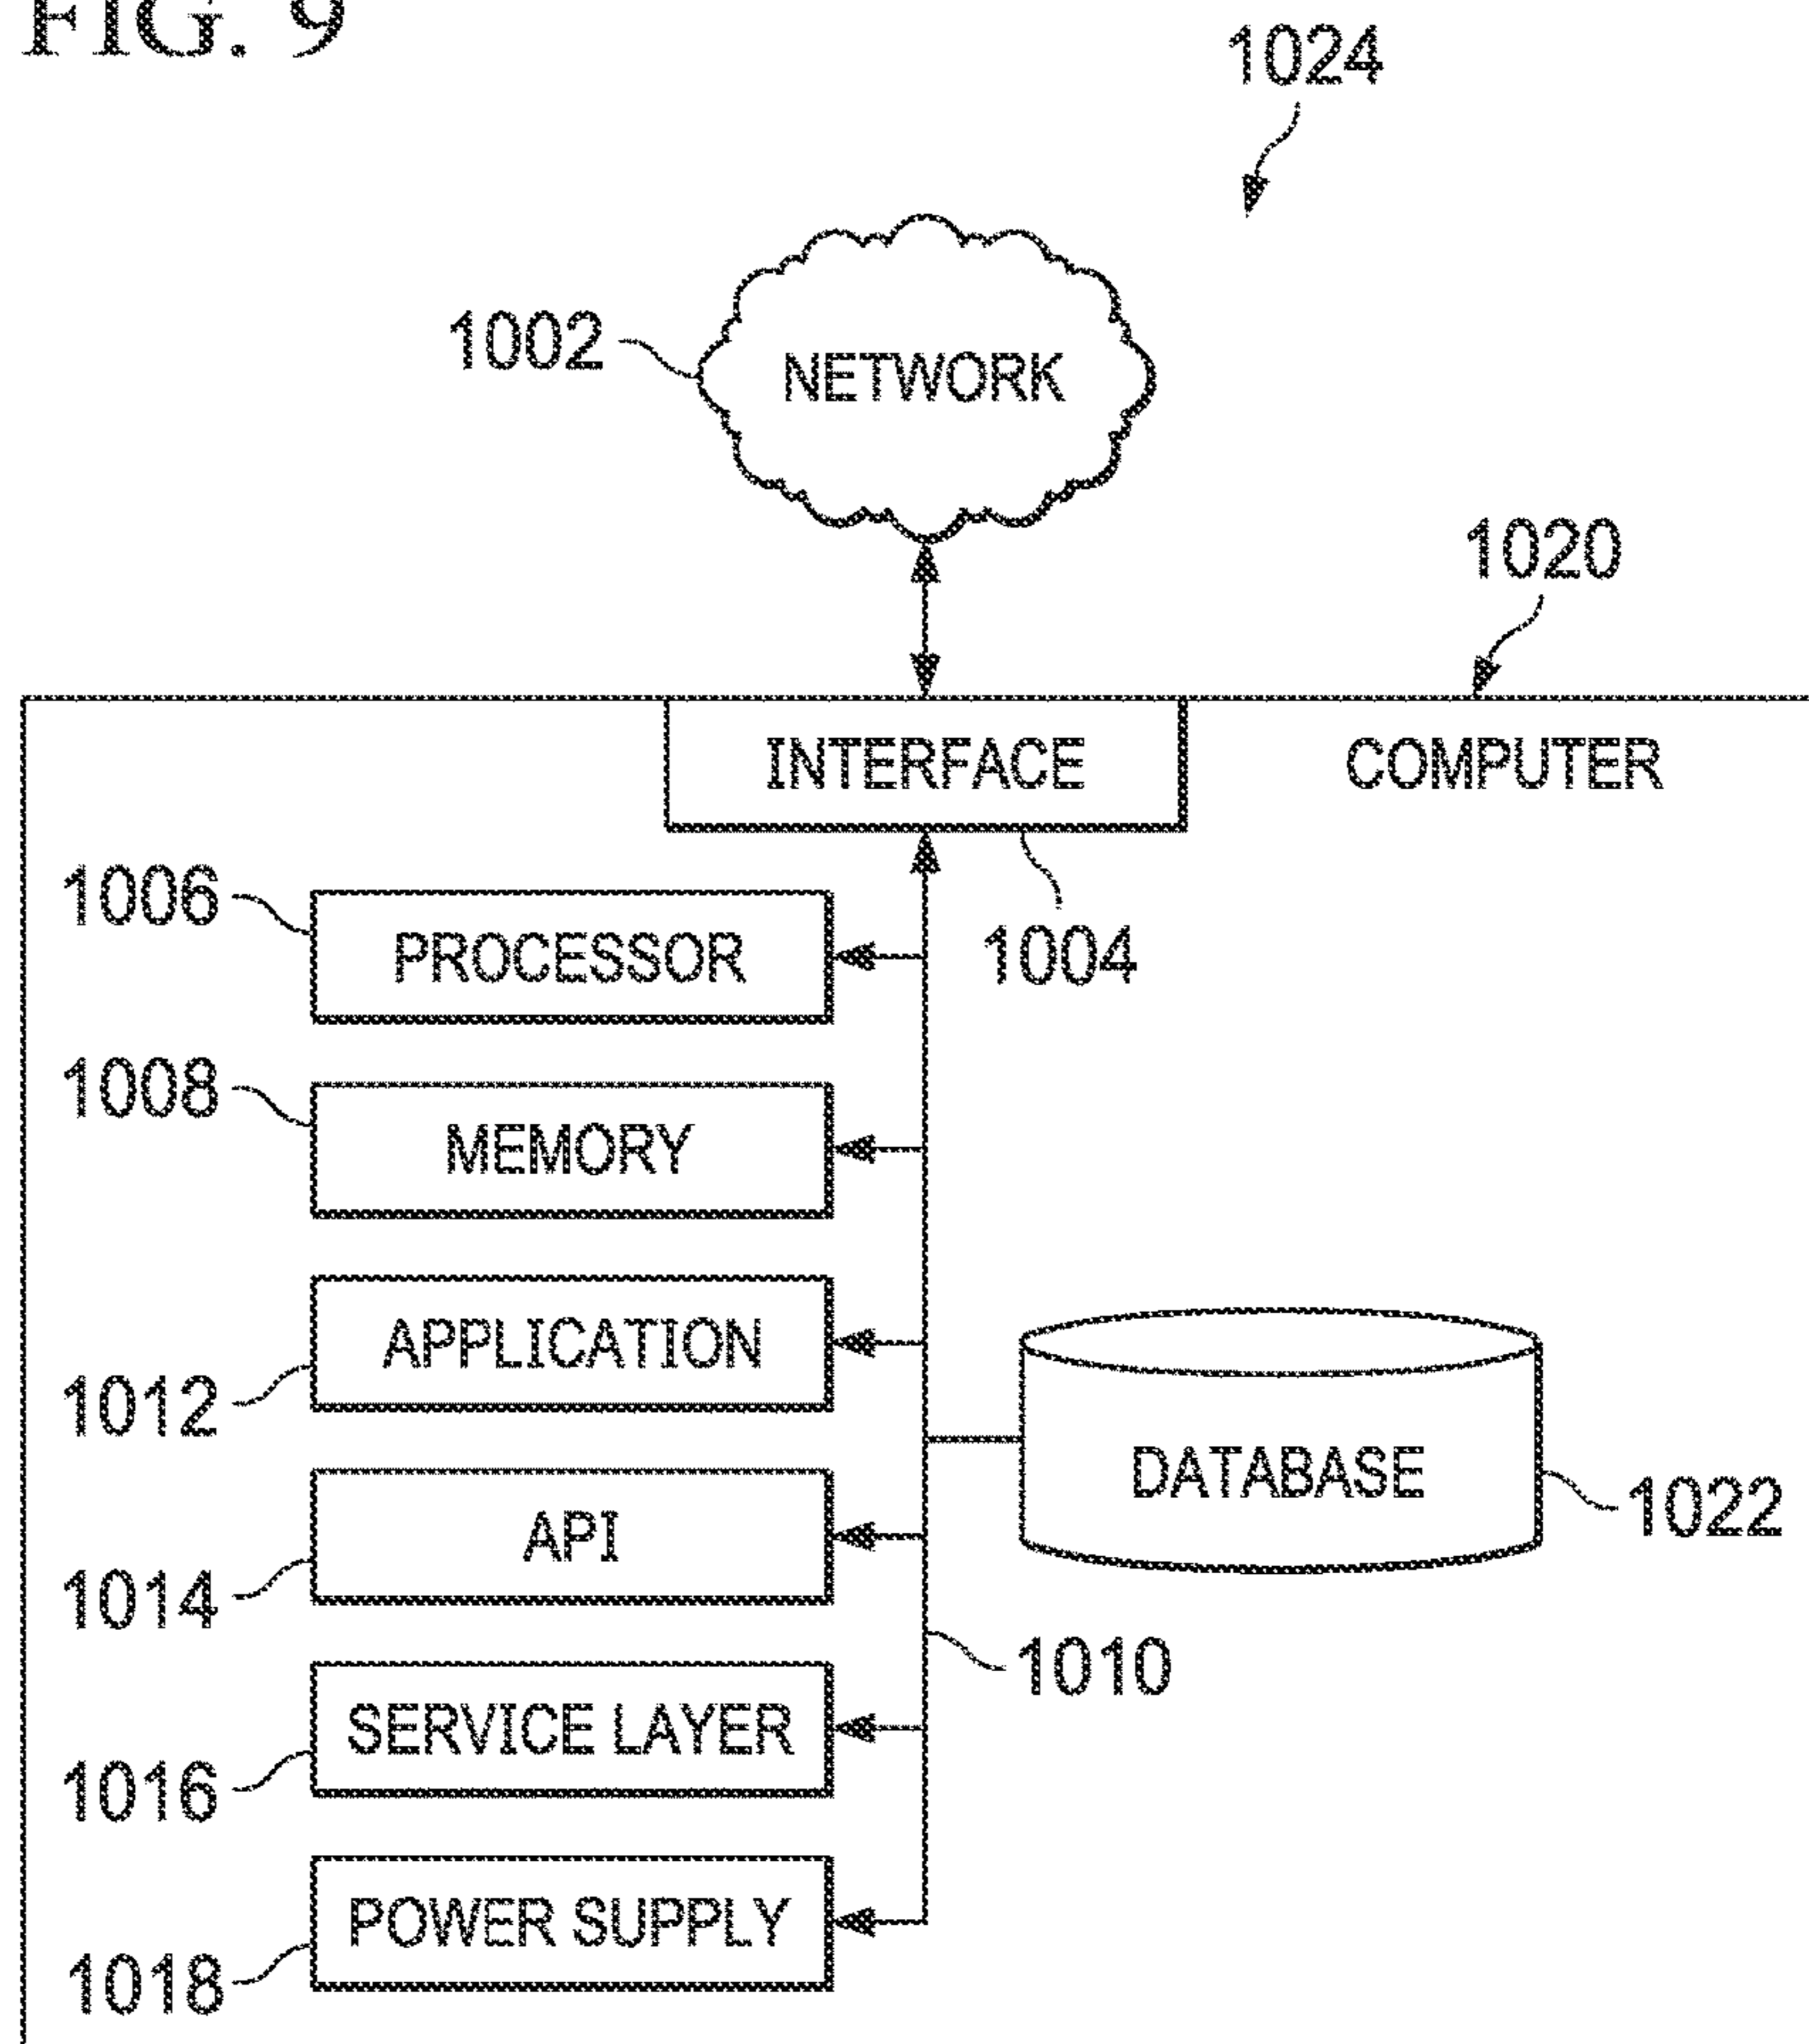 FIG. 9
1024
1002
NETWORK
1020
INTERFACE
COMPUTER
1006
PROCESSOR
1004
1008
MEMORY
APPLICATION
1012
DATABASE
1022
API
1014
1010
SERVICE LAYER
1016
POWER SUPPLY
1018